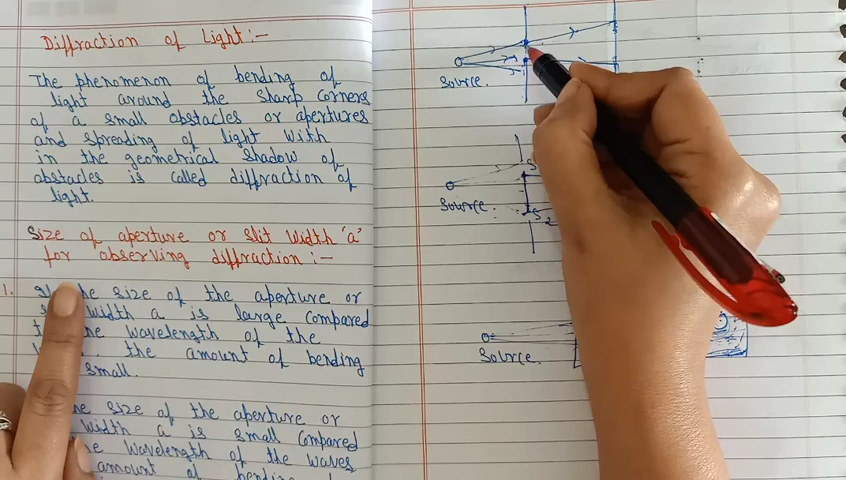 Diffraction of Light:-
The phenomenon of bending of
light around the sharp corners
of a small obstacles or apertures
and spreading of light with
in the geometrical shadow of
obstacles is called diffraction of
light.
Size of aperture or slit width 'a'
for observing diffraction:-
1. the size of the aperture or
width a is large compared
wavelength of the
the amount of bending
small.
size of the aperture or
width a is small compared
wavelength of the waves
amount of
Source.
Source.
S2
Source.